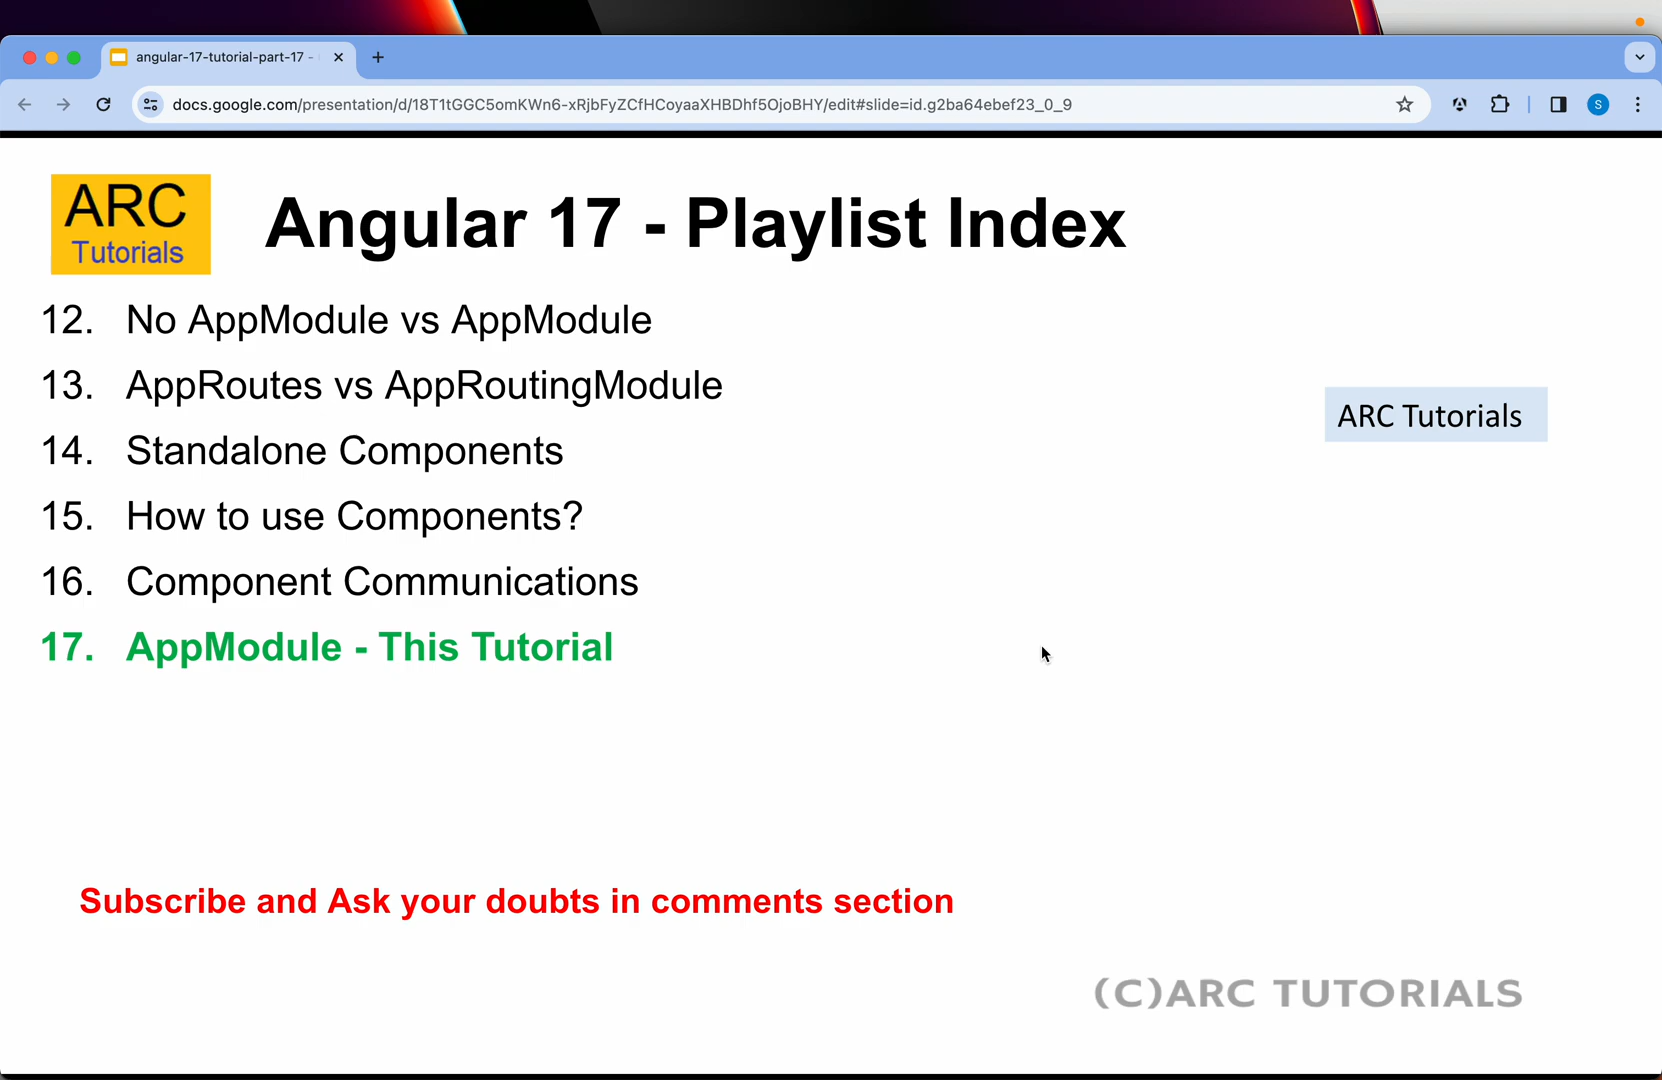 angular-17-tutorial-part-17 -
docs.google.com/presentation/d/18T1tGGC5omKWn6-xRjbFyZCfHCoyaaXHBDhf5OjoBHY/edit#slide=id.g2ba64ebef23_0_9
S
ARC
Tutorials
Angular 17 - Playlist Index
12. No AppModule vs AppModule
13. AppRoutes vs AppRoutingModule
14. Standalone Components
15. How to use Components?
16. Component Communications
17. AppModule - This Tutorial
ARC Tutorials
Subscribe and Ask your doubts in comments section
(C)ARC TUTORIALS